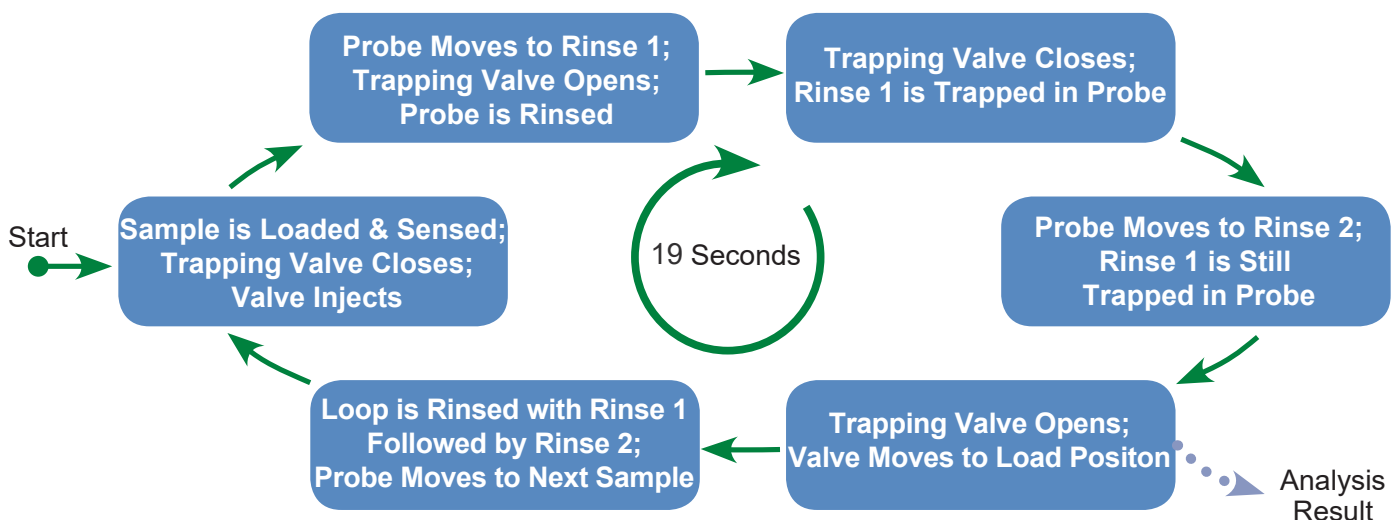 Start
Sample is Loaded & Sensed;
Trapping Valve Closes;
Valve Injects
Probe Moves to Rinse 1;
Trapping Valve Opens;
Probe is Rinsed
Trapping Valve Closes;
Rinse 1 is Trapped in Probe
Probe Moves to Rinse 2;
Rinse 1 is Still
Trapped in Probe
Trapping Valve Opens;
Valve Moves to Load Positon
Analysis
Result
Loop is Rinsed with Rinse 1
Followed by Rinse 2;
Probe Moves to Next Sample
19 Seconds